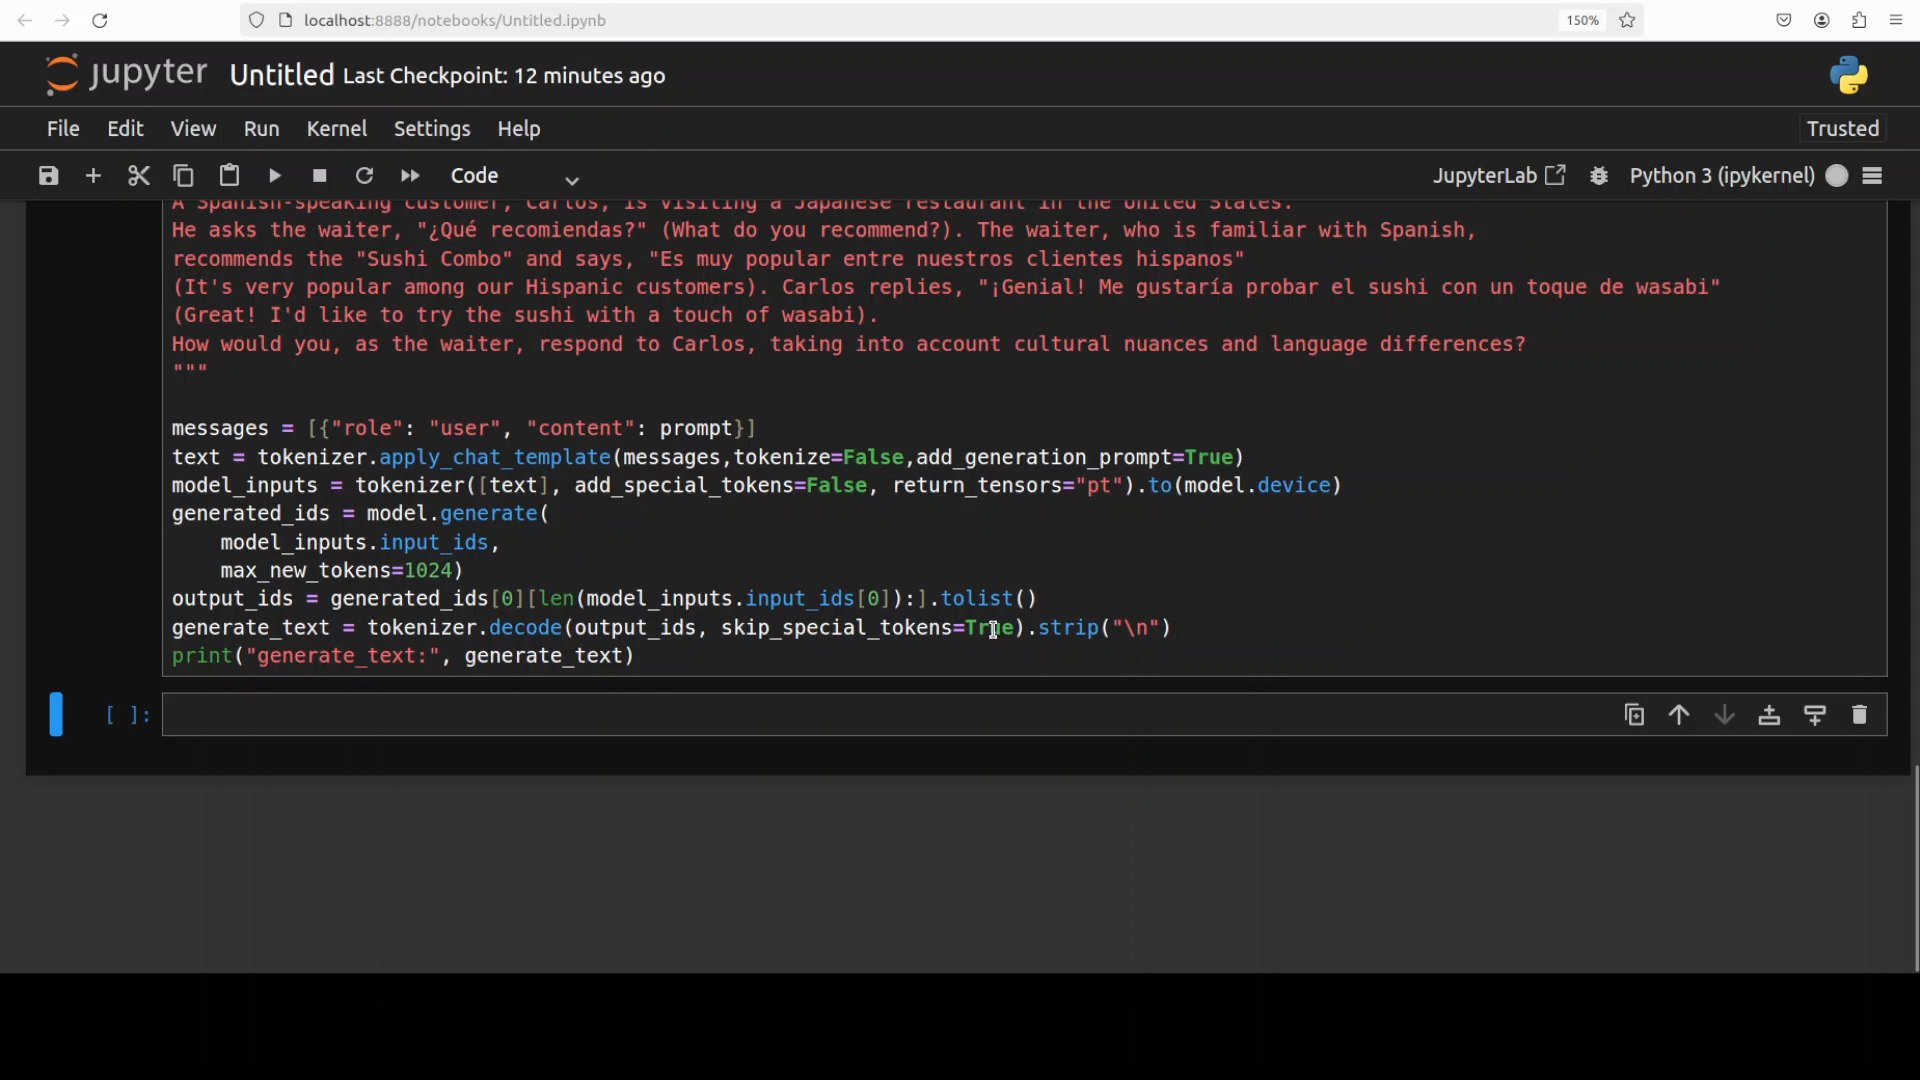 localhost:8888/notebooks/Untitled.ipynb
150%
jupyter Untitled Last Checkpoint: 12 minutes ago
File Edit View Run Kernel Settings Help Trusted
Code JupyterLab Python 3 (ipykernel)
A Spanish-speaking customer, Carlos, is visiting a Japanese restaurant in the United States.
He asks the waiter, "¿Qué recomiendas?" (What do you recommend?). The waiter, who is familiar with Spanish,
recommends the "Sushi Combo" and says, "Es muy popular entre nuestros clientes hispanos"
(It's very popular among our Hispanic customers). Carlos replies, "¡Genial! Me gustaría probar el sushi con un toque de wasabi"
(Great! I'd like to try the sushi with a touch of wasabi).
How would you, as the waiter, respond to Carlos, taking into account cultural nuances and language differences?
"""
messages = [{"role": "user", "content": prompt}]
text = tokenizer.apply_chat_template(messages,tokenize=False,add_generation_prompt=True)
model_inputs = tokenizer([text], add_special_tokens=False, return_tensors="pt").to(model.device)
generated_ids = model.generate(
    model_inputs.input_ids,
    max_new_tokens=1024)
output_ids = generated_ids[0][len(model_inputs.input_ids[0]):].tolist()
generate_text = tokenizer.decode(output_ids, skip_special_tokens=True).strip("\n")
print("generate_text:", generate_text)
[ ]: